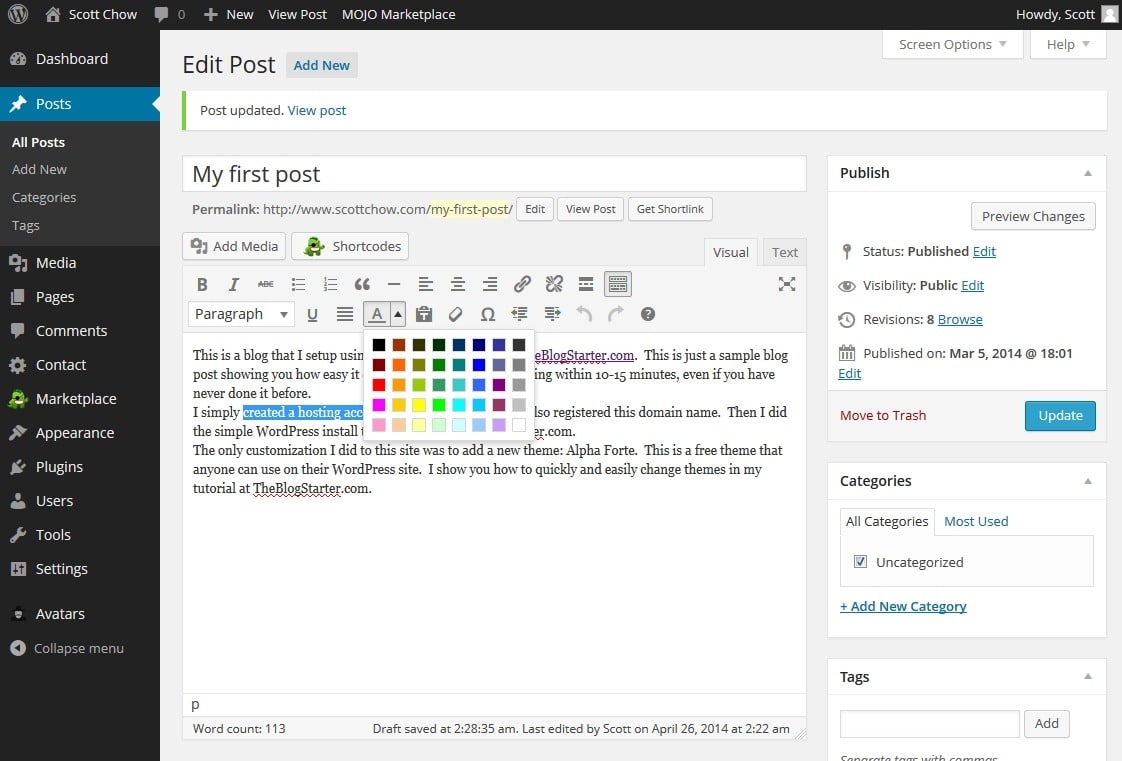 Scott Chow 0 New View Post MOJO Marketplace Howdy, Scott
Screen Options Help
Dashboard
Posts
All Posts
Add New
Categories
Tags
Media
Pages
Comments
Contact
Marketplace
Appearance
Plugins
Users
Tools
Settings
Avatars
Collapse menu
Edit Post Add New
Post updated. View post
My first post
Permalink: http://www.scottchow.com/my-first-post/ Edit View Post Get Shortlink
Add Media Shortcodes Visual Text
B I ABC
Paragraph U A Ω
This is a blog that I setup using eBlogStarter.com. This is just a sample blog
post showing you how easy it ing within 10-15 minutes, even if you have
never done it before.
I simply created a hosting acc lso registered this domain name. Then I did
the simple WordPress install er.com.
The only customization I did to this site was to add a new theme: Alpha Forte. This is a free theme that
anyone can use on their WordPress site. I show you how to quickly and easily change themes in my
tutorial at TheBlogStarter.com.
p
Word count: 113 Draft saved at 2:28:35 am. Last edited by Scott on April 26, 2014 at 2:22 am
Publish
Preview Changes
Status: Published Edit
Visibility: Public Edit
Revisions: 8 Browse
Published on: Mar 5, 2014 @ 18:01
Edit
Move to Trash Update
Categories
All Categories Most Used
Uncategorized
+ Add New Category
Tags
Add
Separate tags with commas